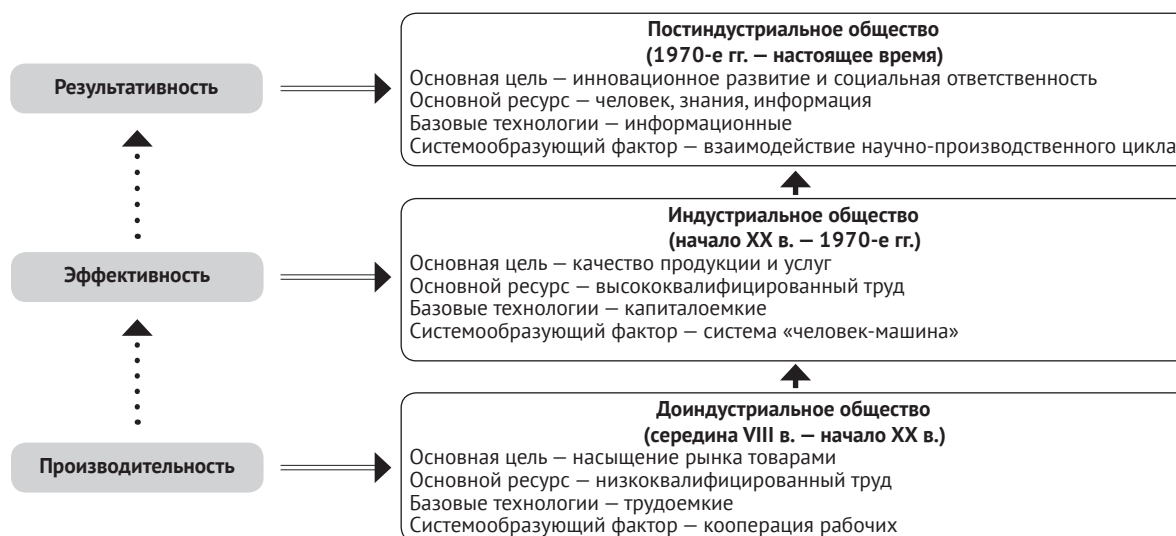 Результативность
Постиндустриальное общество
(1970-е гг. — настоящее время)
Основная цель — инновационное развитие и социальная ответственность
Основной ресурс — человек, знания, информация
Базовые технологии — информационные
Системообразующий фактор — взаимодействие научно-производственного цикла
Эффективность
Индустриальное общество
(начало XX в. — 1970-е гг.)
Основная цель — качество продукции и услуг
Основной ресурс — высококвалифицированный труд
Базовые технологии — капиталоемкие
Системообразующий фактор — система «человек-машина»
Производительность
Доиндустриальное общество
(середина VIII в. — начало XX в.)
Основная цель — насыщение рынка товарами
Основной ресурс — низкоквалифицированный труд
Базовые технологии — трудоемкие
Системообразующий фактор — кооперация рабочих